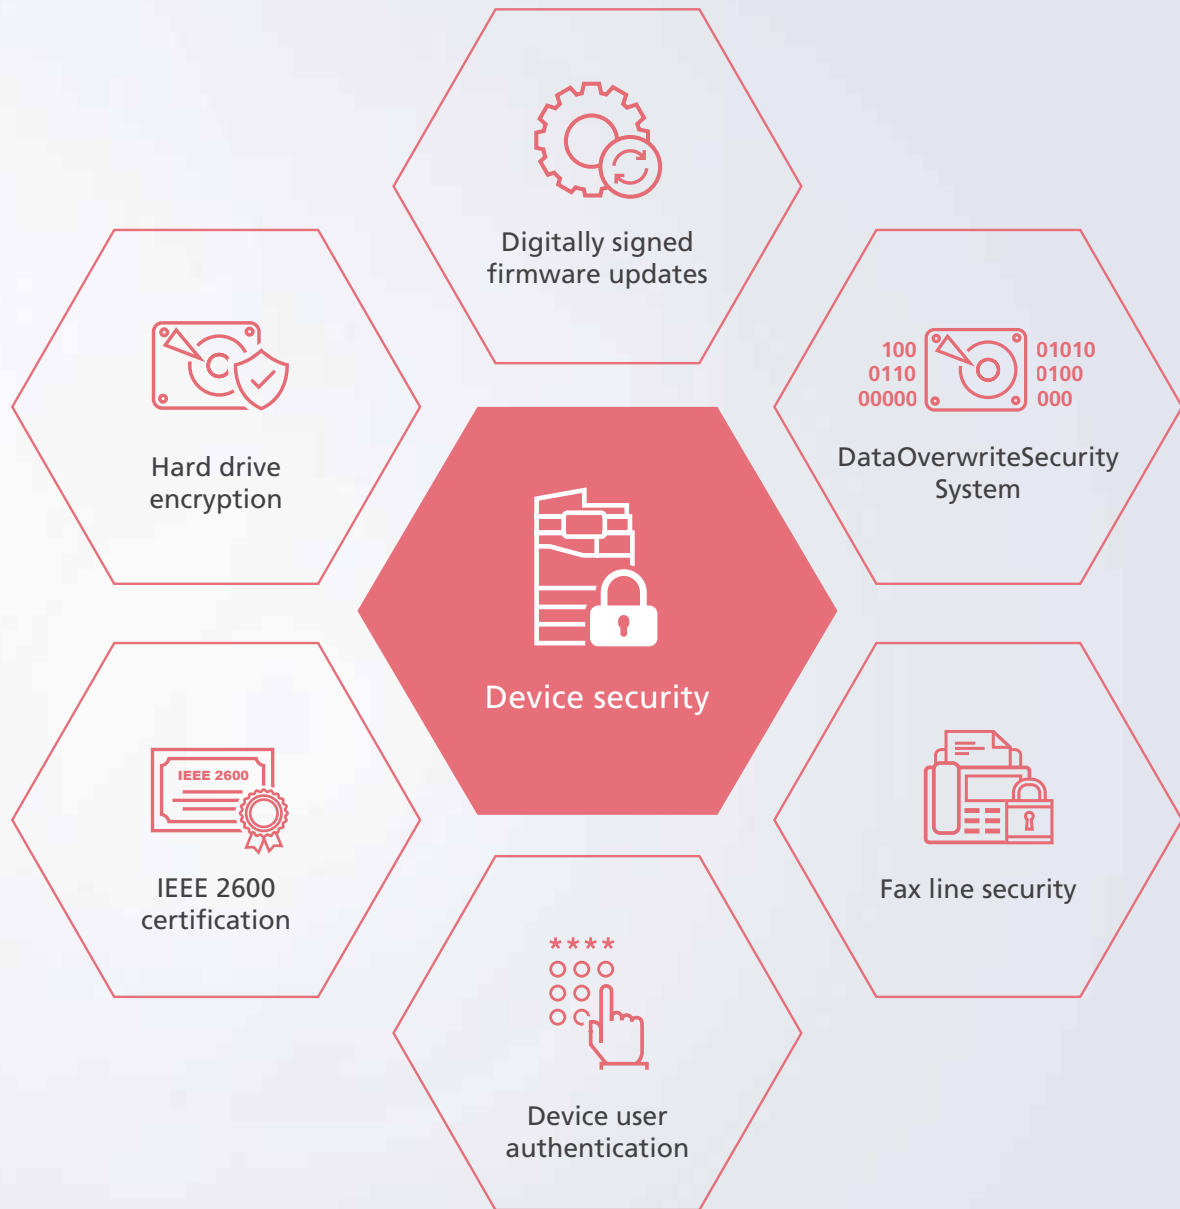 Digitally signed
firmware updates
100
0110
00000
01010
0100
000
DataOverwriteSecurity
System
Hard drive
encryption
Device security
IEEE 2600
IEEE 2600
certification
Fax line security
****
Device user
authentication